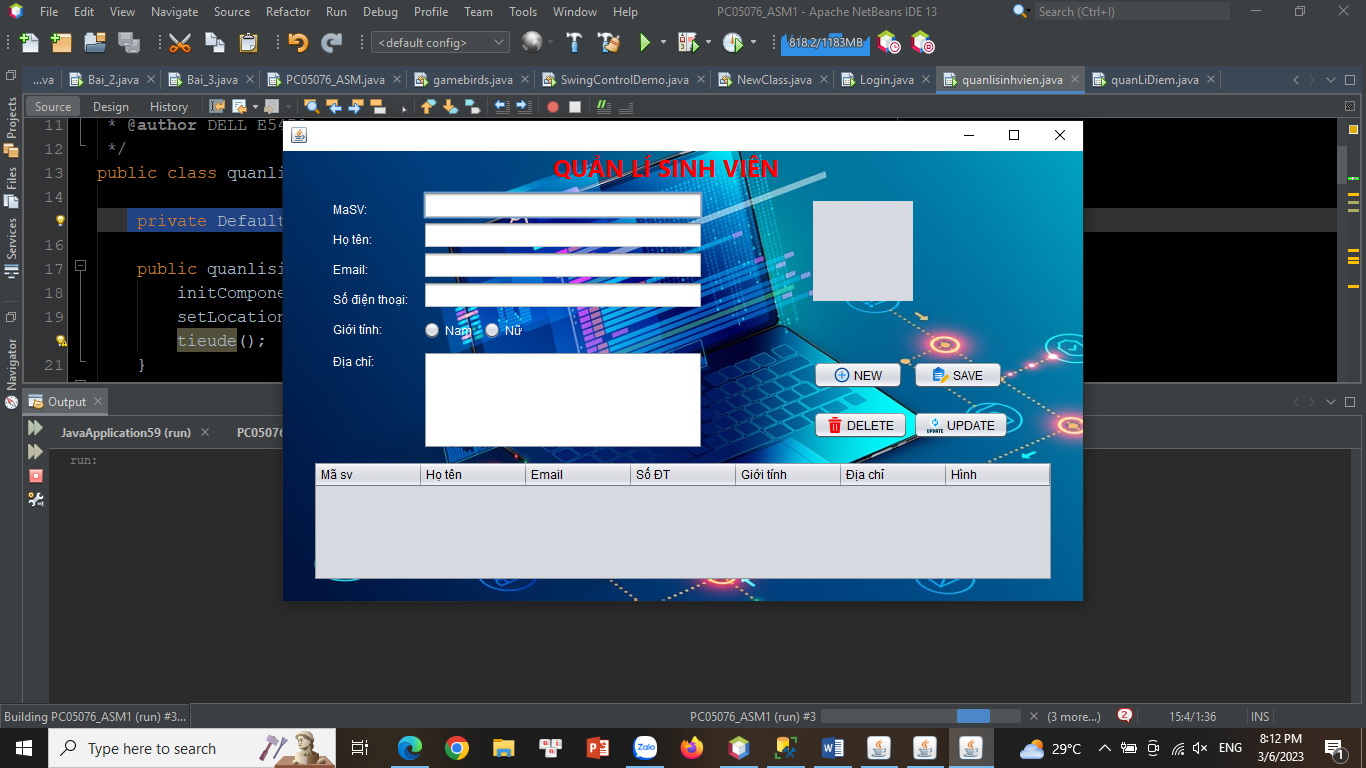 File Edit View Navigate Source Refactor Run Debug Profile Team Tools Window Help PC05076_ASM1 - Apache NetBeans IDE 13 Search (Ctrl+I)
<default config> 818.2/1183MB
...va Bai_2.java Bai_3.java PC05076_ASM.java gamebirds.java SwingControlDemo.java NewClass.java Login.java quanlisinhvien.java quanLiDiem.java
Source Design History
Projects
Files
Services
Navigator
11 * @author DELL E54
12 */
13 public class quanli
14
private Default
16
17 public quanlisi
18 initCompone
19 setLocation
tieude();
21 }
QUẢN LÍ SINH VIÊN
MaSV:
Họ tên:
Email:
Số điện thoại:
Giới tính: Nam Nữ
Địa chỉ:
NEW SAVE
DELETE UPDATE
Mã sv Họ tên Email Số ĐT Giới tính Địa chỉ Hình
Output
JavaApplication59 (run) PC0507
run:
Building PC05076_ASM1 (run) #3... PC05076_ASM1 (run) #3 (3 more...) 2 15:4/1:36 INS
Type here to search Zalo 29°C ENG 8:12 PM
3/6/2023 1